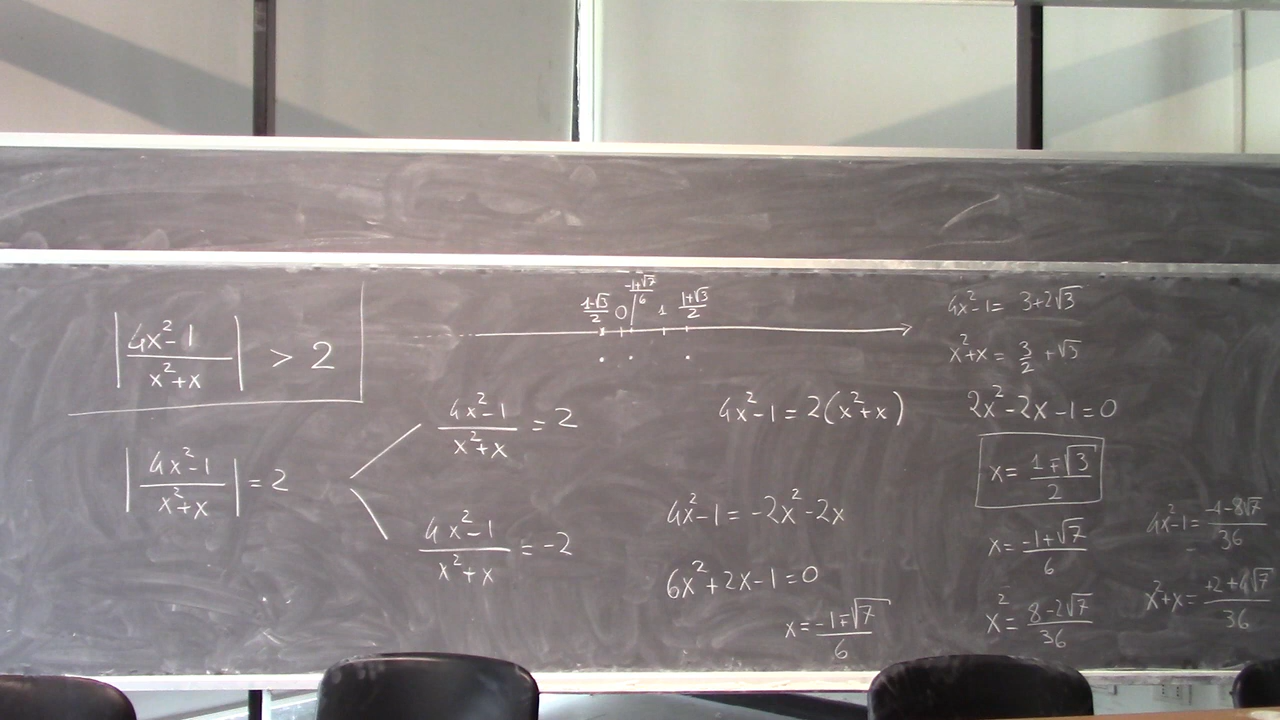 |4x²-1 / x²+x| > 2
|4x²-1 / x²+x| = 2
4x²-1 / x²+x = 2
4x²-1 / x²+x = -2
1-√3 / 2 0 -1+√7 / 6 1 1+√3 / 2
4x²-1 = 2(x²+x)
4x²-1 = -2x²-2x
6x²+2x-1=0
x = -1∓√7 / 6
4x²-1 = 3+2√3
x²+x = 3/2 + √3
2x²-2x-1=0
x = 1∓√3 / 2
x = -1+√7 / 6
x² = 8-2√7 / 36
4x²-1 = -4-8√7 / 36
x²+x = +2+4√7 / 36